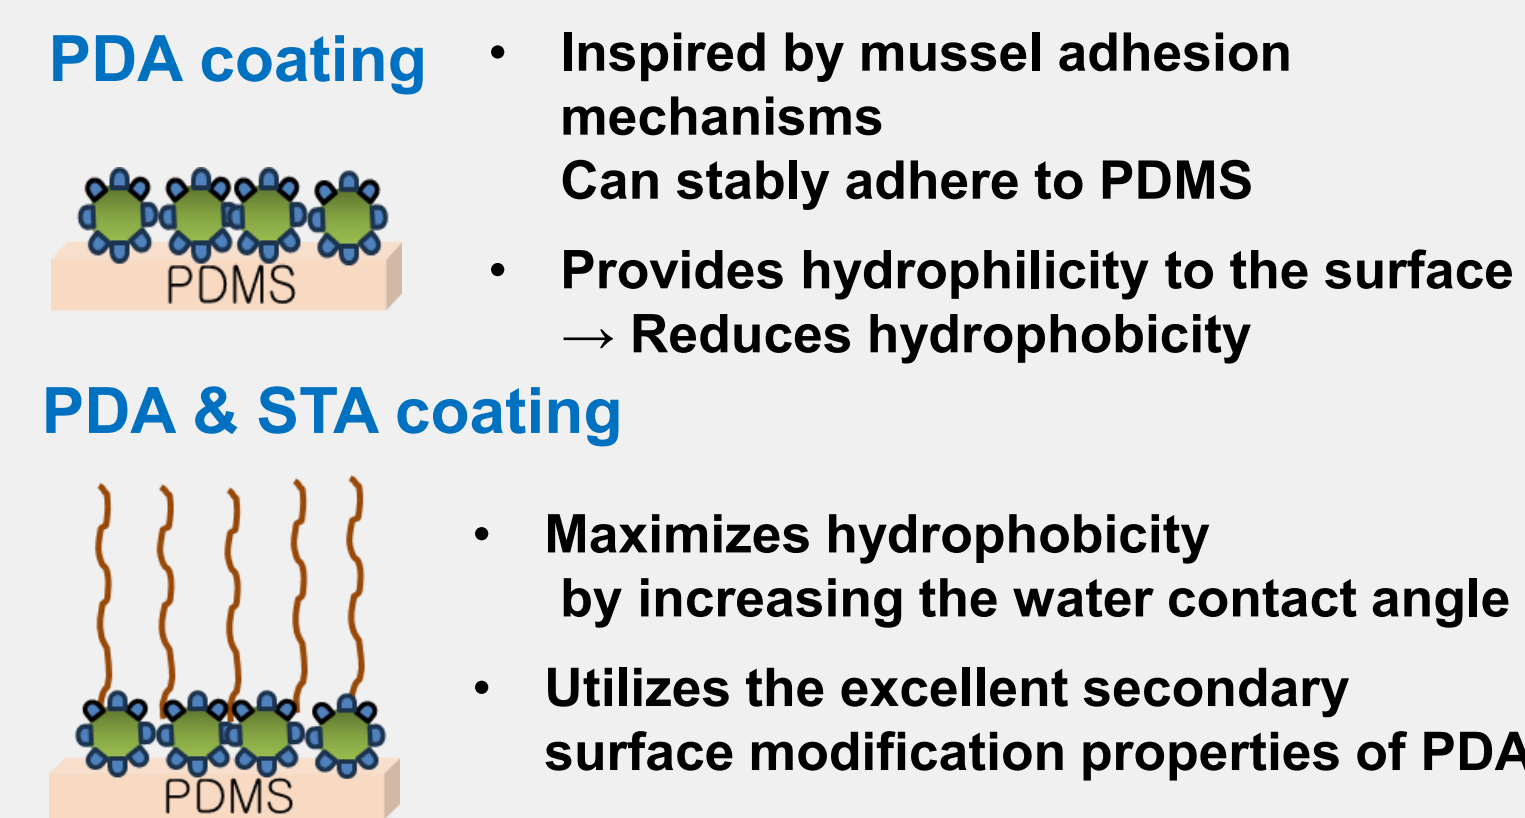 PDA coating
• Inspired by mussel adhesion
mechanisms
Can stably adhere to PDMS
• Provides hydrophilicity to the surface
→ Reduces hydrophobicity
PDMS
PDA & STA coating
• Maximizes hydrophobicity
by increasing the water contact angle
• Utilizes the excellent secondary
surface modification properties of PDA
PDMS